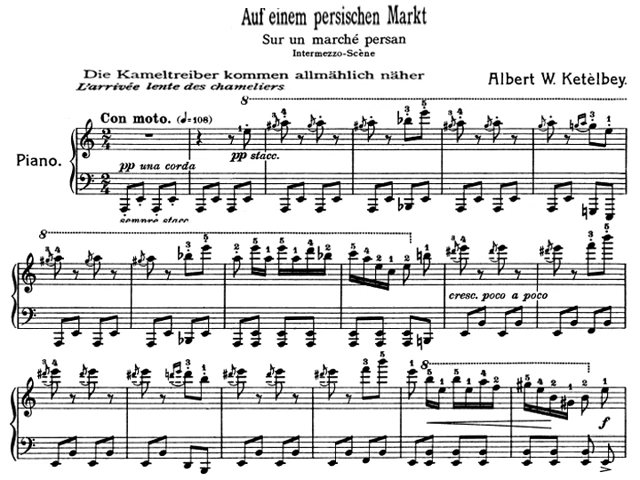 Auf einem persischen Markt
Sur un marché persan
Intermezzo-Scène
Die Kameltreiber kommen allmählich näher
L'arrivée lente des chameliers
Albert W. Ketèlbey.
Con moto. (♩=108)
Piano.
pp una corda
pp stacc.
sempre stacc.
cresc. poco a poco
f